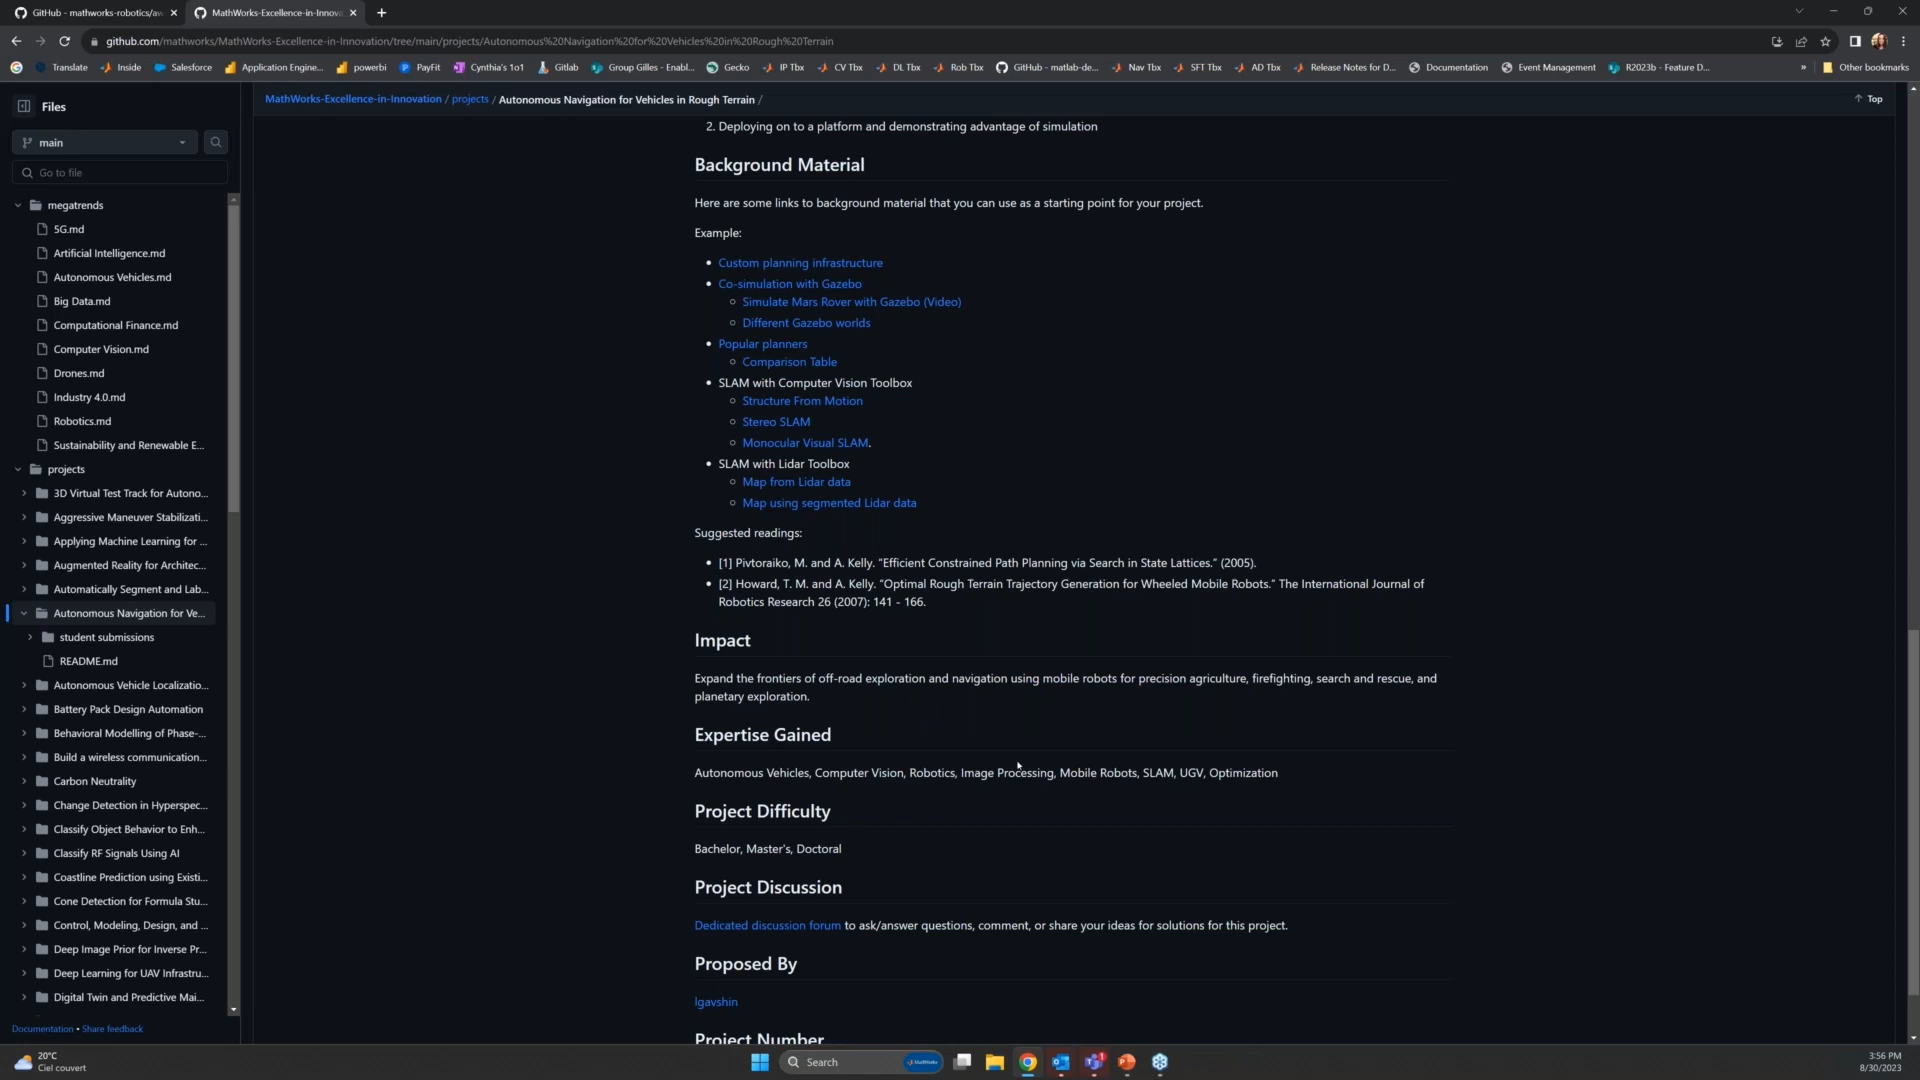 GitHub - mathworks-robotics/aw
MathWorks-Excellence-in-Innova
github.com/mathworks/MathWorks-Excellence-in-Innovation/tree/main/projects/Autonomous%20Navigation%20for%20Vehicles%20in%20Rough%20Terrain
Translate Inside Salesforce Application Engine... powerbi PayFit Cynthia's 1o1 Gitlab Group Gilles - Enabl... Gecko IP Tbx CV Tbx DL Tbx Rob Tbx GitHub - matlab-de... Nav Tbx SFT Tbx AD Tbx Release Notes for D... Documentation Event Management R2023b - Feature D... » Other bookmarks
Files
main
Go to file
megatrends
5G.md
Artificial Intelligence.md
Autonomous Vehicles.md
Big Data.md
Computational Finance.md
Computer Vision.md
Drones.md
Industry 4.0.md
Robotics.md
Sustainability and Renewable E...
projects
3D Virtual Test Track for Autono...
Aggressive Maneuver Stabilizati...
Applying Machine Learning for ...
Augmented Reality for Architec...
Automatically Segment and Lab...
Autonomous Navigation for Ve...
student submissions
README.md
Autonomous Vehicle Localizatio...
Battery Pack Design Automation
Behavioral Modelling of Phase-...
Build a wireless communication...
Carbon Neutrality
Change Detection in Hyperspec...
Classify Object Behavior to Enh...
Classify RF Signals Using AI
Coastline Prediction using Existi...
Cone Detection for Formula Stu...
Control, Modeling, Design, and ...
Deep Image Prior for Inverse Pr...
Deep Learning for UAV Infrastru...
Digital Twin and Predictive Mai...
Documentation • Share feedback
MathWorks-Excellence-in-Innovation / projects / Autonomous Navigation for Vehicles in Rough Terrain /
Top
2. Deploying on to a platform and demonstrating advantage of simulation
Background Material
Here are some links to background material that you can use as a starting point for your project.
Example:
• Custom planning infrastructure
• Co-simulation with Gazebo
Simulate Mars Rover with Gazebo (Video)
Different Gazebo worlds
• Popular planners
Comparison Table
• SLAM with Computer Vision Toolbox
Structure From Motion
Stereo SLAM
Monocular Visual SLAM.
• SLAM with Lidar Toolbox
Map from Lidar data
Map using segmented Lidar data
Suggested readings:
• [1] Pivtoraiko, M. and A. Kelly. "Efficient Constrained Path Planning via Search in State Lattices." (2005).
• [2] Howard, T. M. and A. Kelly. "Optimal Rough Terrain Trajectory Generation for Wheeled Mobile Robots." The International Journal of
Robotics Research 26 (2007): 141 - 166.
Impact
Expand the frontiers of off-road exploration and navigation using mobile robots for precision agriculture, firefighting, search and rescue, and
planetary exploration.
Expertise Gained
Autonomous Vehicles, Computer Vision, Robotics, Image Processing, Mobile Robots, SLAM, UGV, Optimization
Project Difficulty
Bachelor, Master's, Doctoral
Project Discussion
Dedicated discussion forum to ask/answer questions, comment, or share your ideas for solutions for this project.
Proposed By
lgavshin
Project Number
20°C
Ciel couvert
Search
MathWorks
1
3:56 PM
8/30/2023